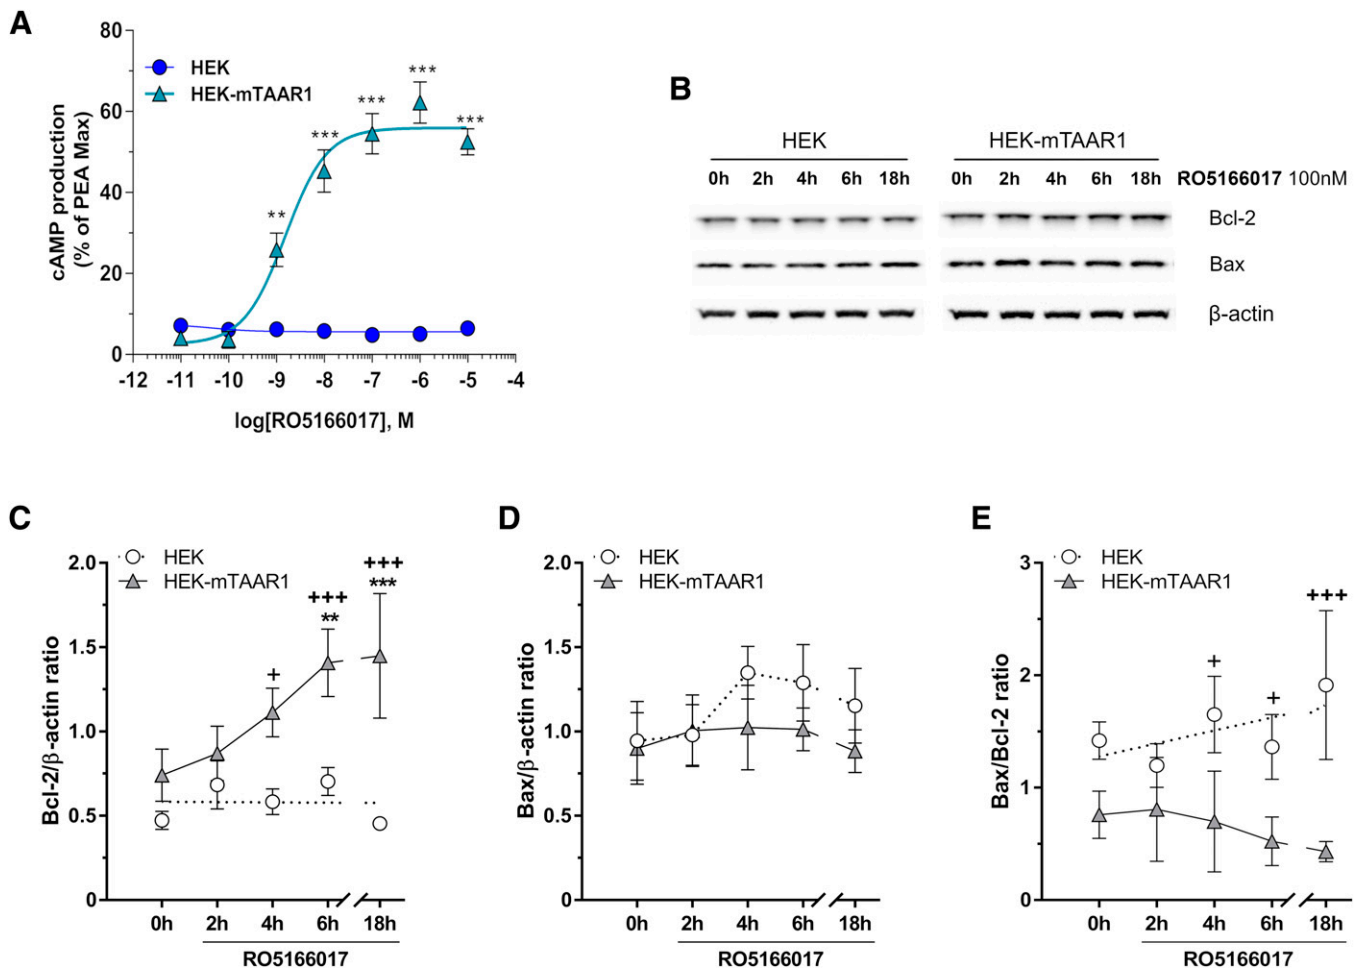 A
HEK
HEK-mTAAR1
cAMP production
(% of PEA Max)
80
60
40
20
0
**
***
***
***
***
-12 -11 -10 -9 -8 -7 -6 -5 -4
log[RO5166017], M
B
HEK HEK-mTAAR1
0h 2h 4h 6h 18h 0h 2h 4h 6h 18h RO5166017 100nM
Bcl-2
Bax
β-actin
C
HEK
HEK-mTAAR1
Bcl-2/β-actin ratio
2.0
1.5
1.0
0.5
0
+
+++
**
+++
***
0h 2h 4h 6h 18h
RO5166017
D
HEK
HEK-mTAAR1
Bax/β-actin ratio
2.0
1.5
1.0
0.5
0
0h 2h 4h 6h 18h
RO5166017
E
HEK
HEK-mTAAR1
Bax/Bcl-2 ratio
3
2
1
0
+
+
+++
0h 2h 4h 6h 18h
RO5166017